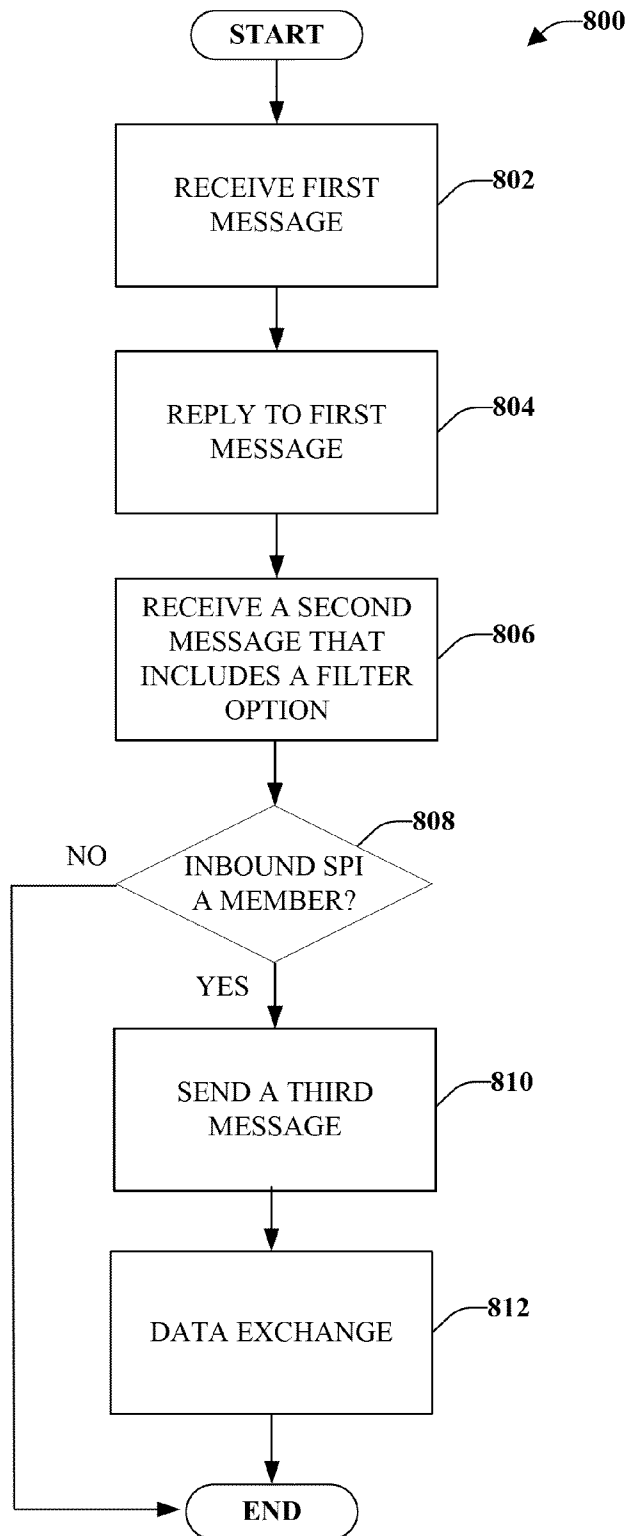 START
800
RECEIVE FIRST
MESSAGE
802
REPLY TO FIRST
MESSAGE
804
RECEIVE A SECOND
MESSAGE THAT
INCLUDES A FILTER
OPTION
806
808
NO
INBOUND SPI
A MEMBER?
YES
SEND A THIRD
MESSAGE
810
DATA EXCHANGE
812
END